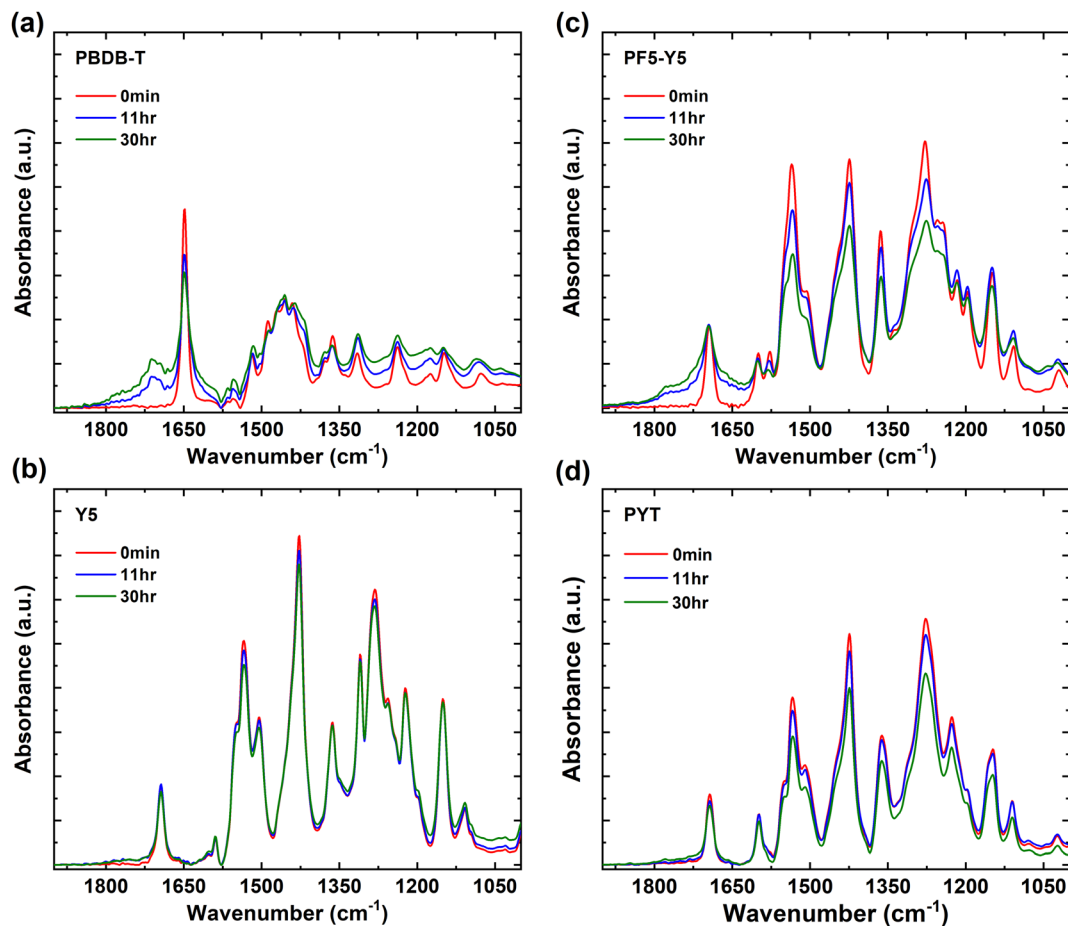 (a)
PBDB-T
0min
11hr
30hr
Absorbance (a.u.)
1800 1650 1500 1350 1200 1050
Wavenumber (cm⁻¹)
(c)
PF5-Y5
0min
11hr
30hr
Absorbance (a.u.)
1800 1650 1500 1350 1200 1050
Wavenumber (cm⁻¹)
(b)
Y5
0min
11hr
30hr
Absorbance (a.u.)
1800 1650 1500 1350 1200 1050
Wavenumber (cm⁻¹)
(d)
PYT
0min
11hr
30hr
Absorbance (a.u.)
1800 1650 1500 1350 1200 1050
Wavenumber (cm⁻¹)